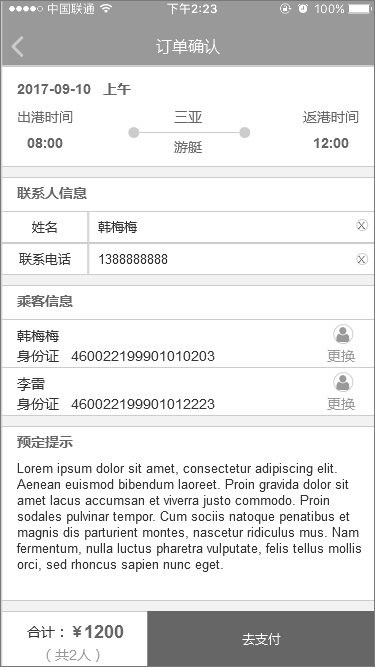 中国联通 下午2:23 100%
订单确认
2017-09-10 上午
出港时间 三亚 返港时间
08:00 游艇 12:00
联系人信息
姓名 韩梅梅
联系电话 1388888888
乘客信息
韩梅梅
身份证 460022199901010203 更换
李雷
身份证 460022199901012223 更换
预定提示
Lorem ipsum dolor sit amet, consectetur adipiscing elit.
Aenean euismod bibendum laoreet. Proin gravida dolor sit
amet lacus accumsan et viverra justo commodo. Proin
sodales pulvinar tempor. Cum sociis natoque penatibus et
magnis dis parturient montes, nascetur ridiculus mus. Nam
fermentum, nulla luctus pharetra vulputate, felis tellus mollis
orci, sed rhoncus sapien nunc eget.
合计：¥1200 去支付
（共2人）